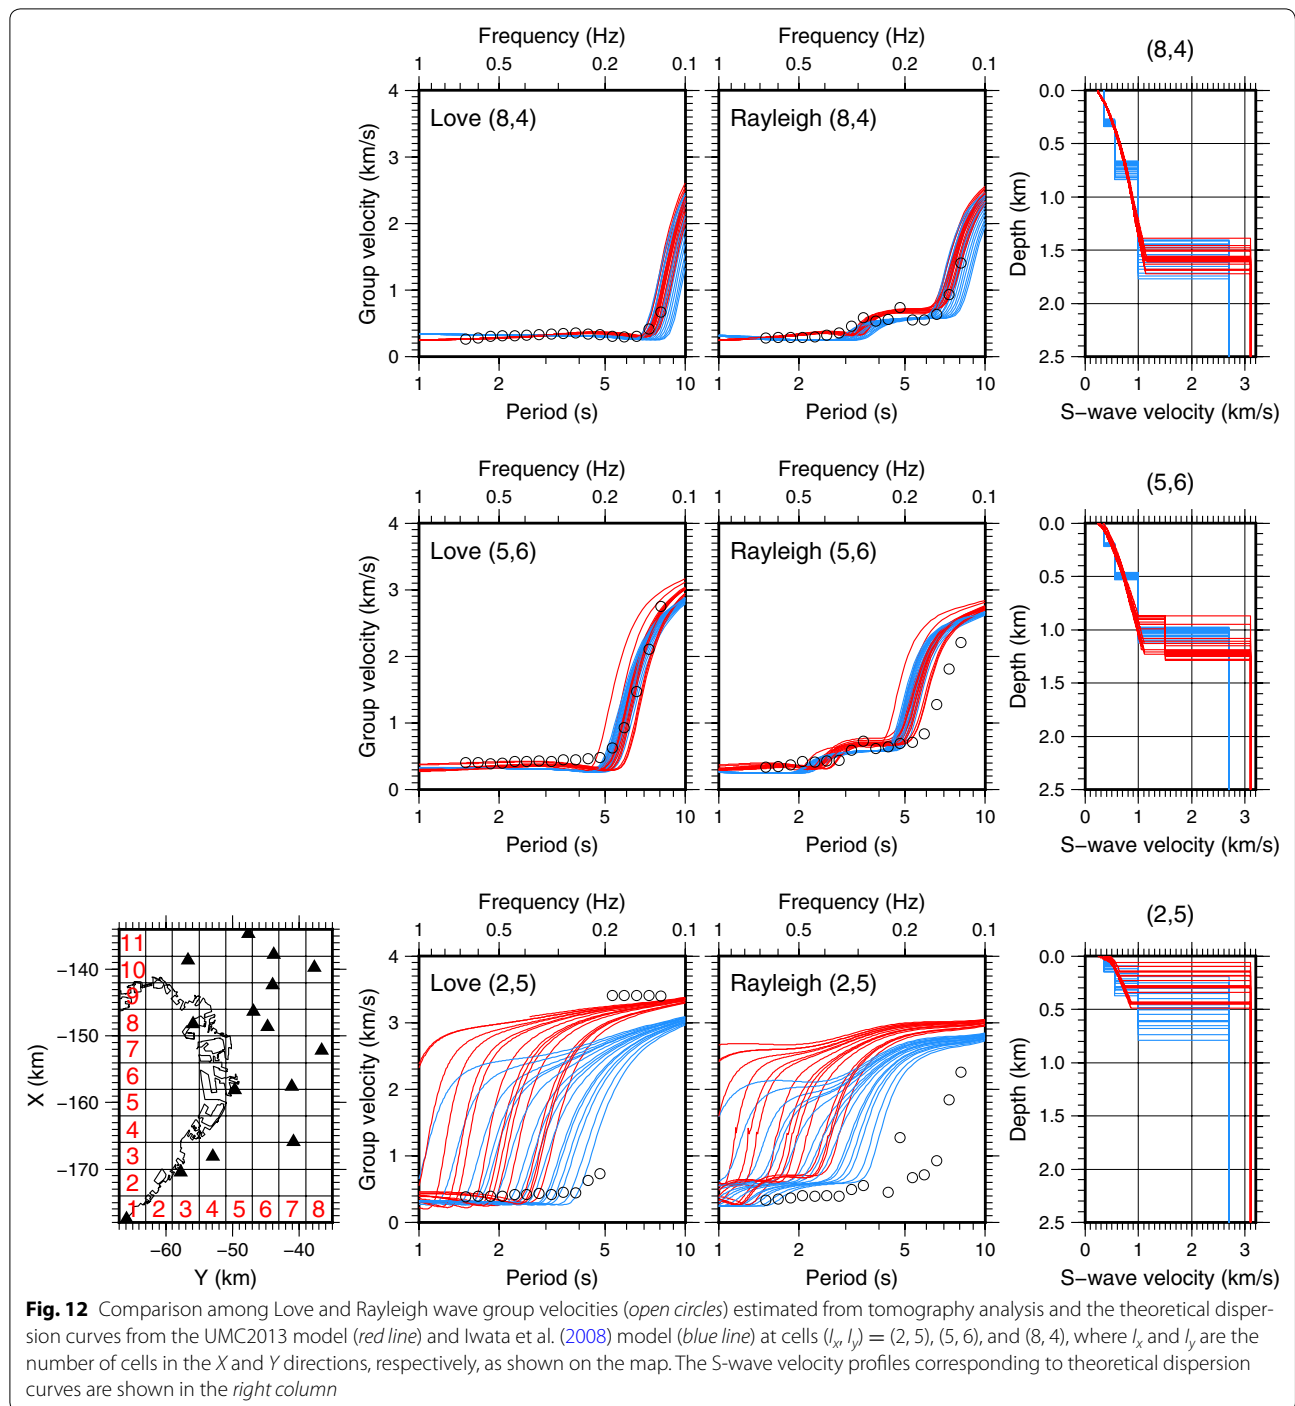 Frequency (Hz)
Frequency (Hz)
(8,4)
1 0.5 0.2 0.1
1 0.5 0.2 0.1
Love (8,4)
Rayleigh (8,4)
Group velocity (km/s)
4
3
2
1
0
1 2 5 10
1 2 5 10
Period (s)
Period (s)
Depth (km)
0.0
0.5
1.0
1.5
2.0
2.5
0 1 2 3
S−wave velocity (km/s)
Frequency (Hz)
Frequency (Hz)
(5,6)
1 0.5 0.2 0.1
1 0.5 0.2 0.1
Love (5,6)
Rayleigh (5,6)
Group velocity (km/s)
4
3
2
1
0
1 2 5 10
1 2 5 10
Period (s)
Period (s)
Depth (km)
0.0
0.5
1.0
1.5
2.0
2.5
0 1 2 3
S−wave velocity (km/s)
X (km)
−140
−150
−160
−170
11
10
9
8
7
6
5
4
3
2
1 2 3 4 5 6 7 8
−60 −50 −40
Y (km)
Frequency (Hz)
Frequency (Hz)
(2,5)
1 0.5 0.2 0.1
1 0.5 0.2 0.1
Love (2,5)
Rayleigh (2,5)
Group velocity (km/s)
4
3
2
1
0
1 2 5 10
1 2 5 10
Period (s)
Period (s)
Depth (km)
0.0
0.5
1.0
1.5
2.0
2.5
0 1 2 3
S−wave velocity (km/s)
Fig. 12 Comparison among Love and Rayleigh wave group velocities (open circles) estimated from tomography analysis and the theoretical disper-
sion curves from the UMC2013 model (red line) and Iwata et al. (2008) model (blue line) at cells (Ix, Iy) = (2, 5), (5, 6), and (8, 4), where Ix and Iy are the
number of cells in the X and Y directions, respectively, as shown on the map. The S-wave velocity profiles corresponding to theoretical dispersion
curves are shown in the right column